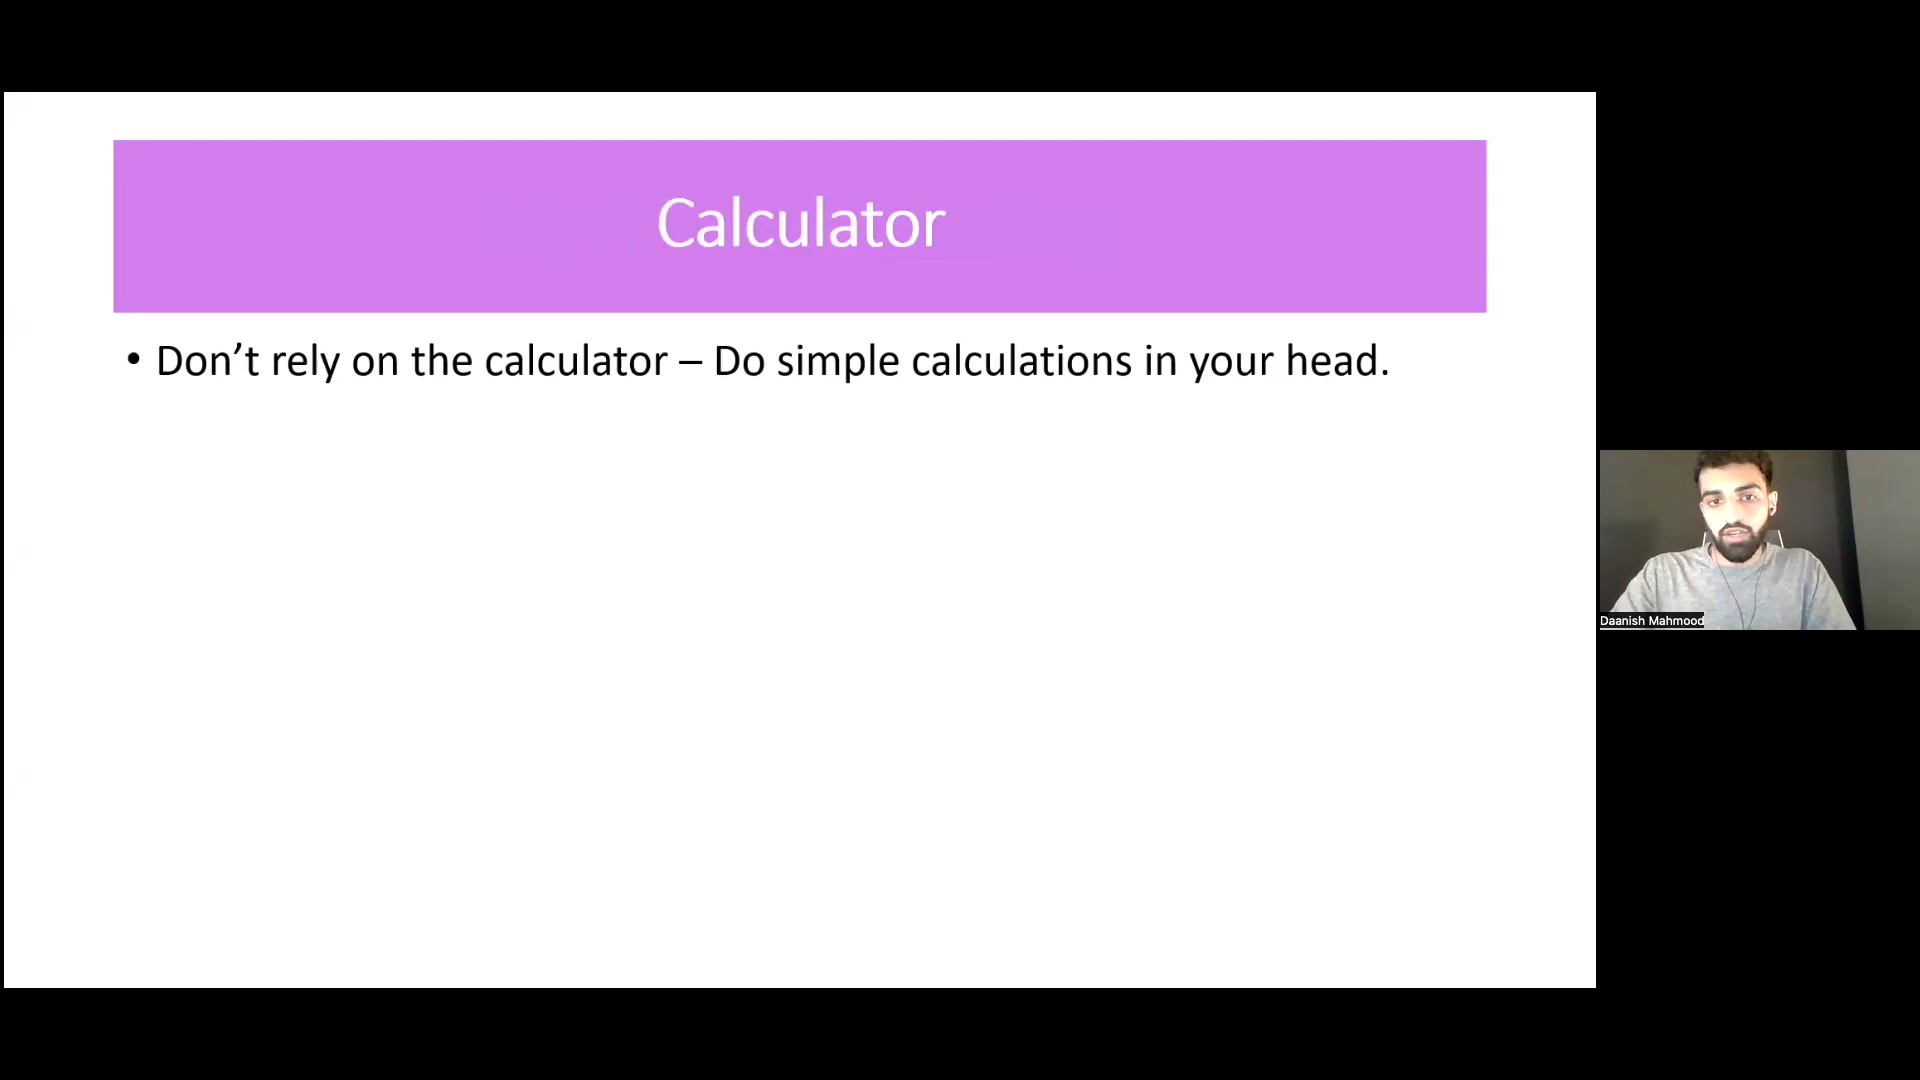 Calculator
• Don’t rely on the calculator – Do simple calculations in your head.
Daanish Mahmood